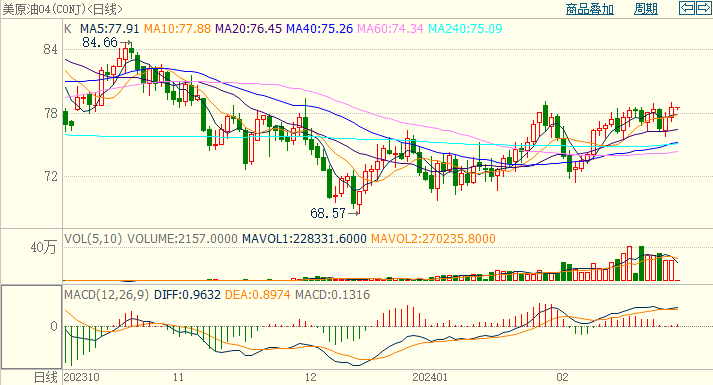 美原油04(CONJ)<日线> 商品叠加 周期
K MA5:77.91 MA10:77.88 MA20:76.45 MA40:75.26 MA60:74.34 MA240:75.09
84.66
84
78
72
68.57
VOL(5,10) VOLUME:2157.0000 MAVOL1:228331.6000 MAVOL2:270235.8000
40万
MACD(12,26,9) DIFF:0.9632 DEA:0.8974 MACD:0.1316
0
日线 202310 11 12 202401 02